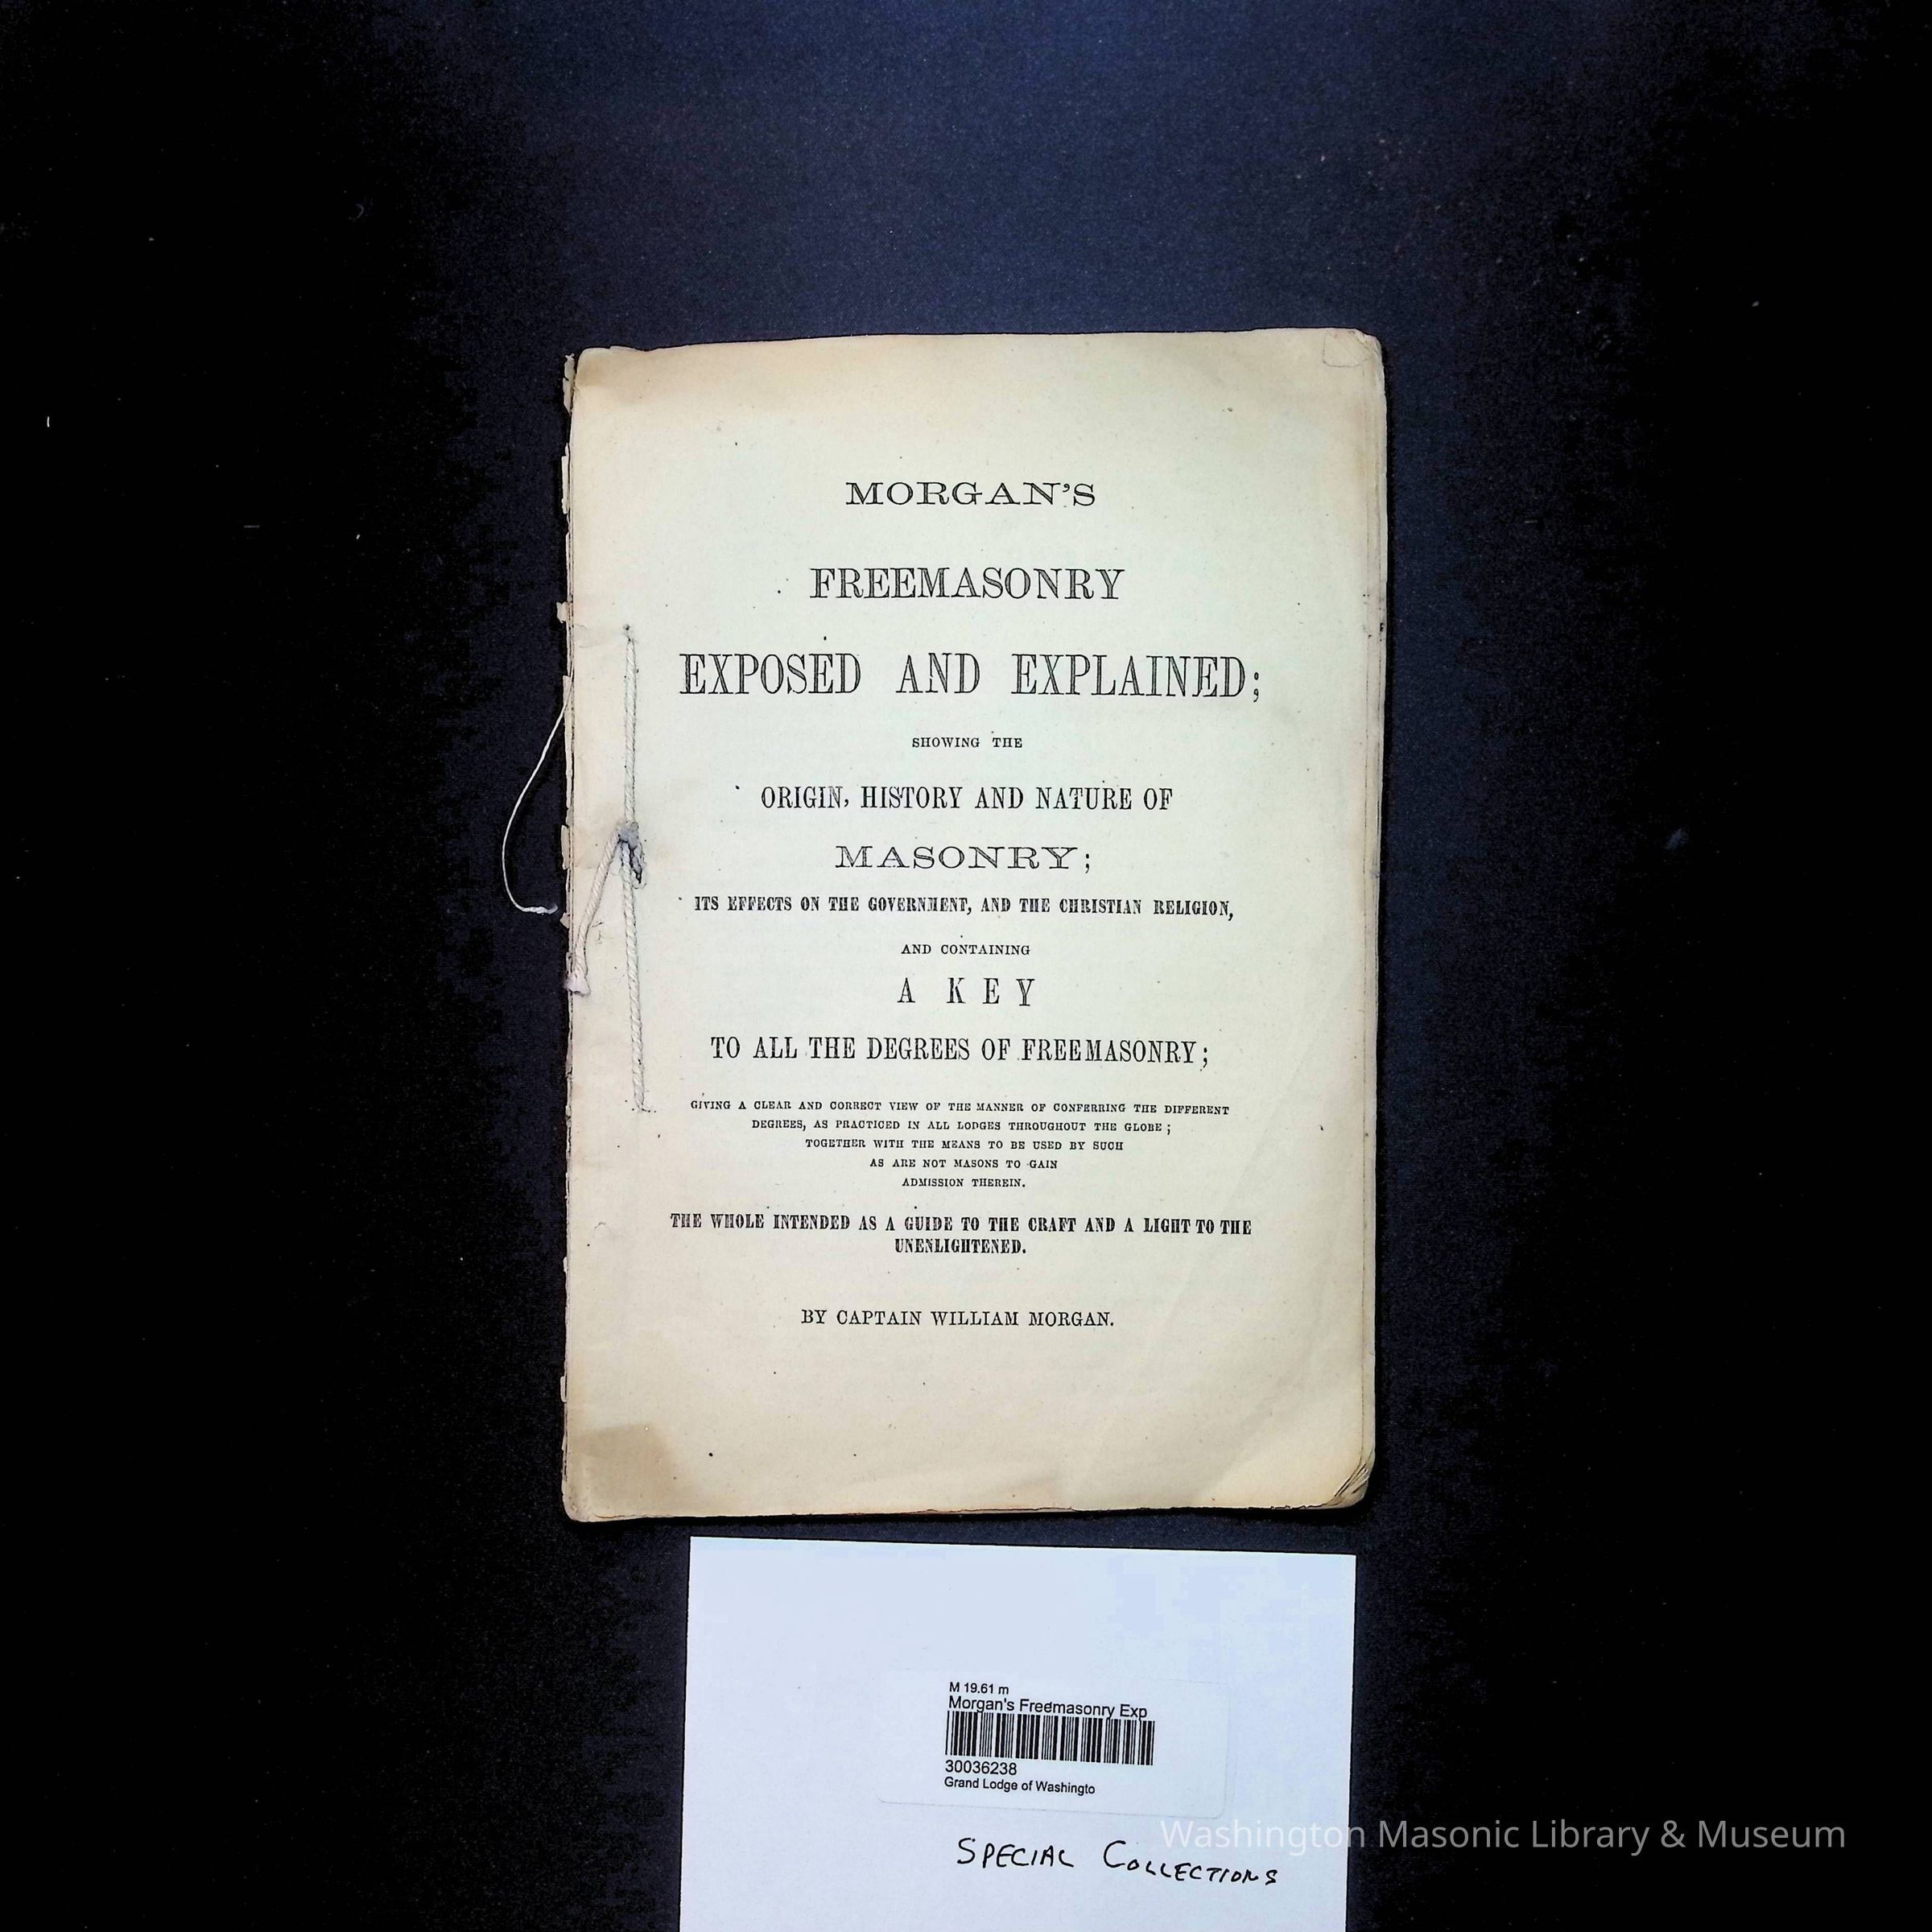 MORGAN'S
FREEMASONRY
EXPOSED AND EXPLAINED;
SHOWING THE
ORIGIN, HISTORY AND NATURE OF
MASONRY;
ITS EFFECTS ON THE GOVERNMENT, AND THE CHRISTIAN RELIGION,
AND CONTAINING
A KEY
TO ALL THE DEGREES OF FREEMASONRY;
GIVING A CLEAR AND CORRECT VIEW OF THE MANNER OF CONFERRING THE DIFFERENT
DEGREES, AS PRACTICED IN ALL LODGES THROUGHOUT THE GLOBE;
TOGETHER WITH THE MEANS TO BE USED BY SUCH
AS ARE NOT MASONS TO GAIN
ADMISSION THEREIN.
THE WHOLE INTENDED AS A GUIDE TO THE CRAFT AND A LIGHT TO THE
UNENLIGHTENED.
BY CAPTAIN WILLIAM MORGAN.
M 19.61 m
Morgan's Freemasonry Exp
30036238
Grand Lodge of Washingto
Washington Masonic Library & Museum
SPECIAL COLLECTIONS